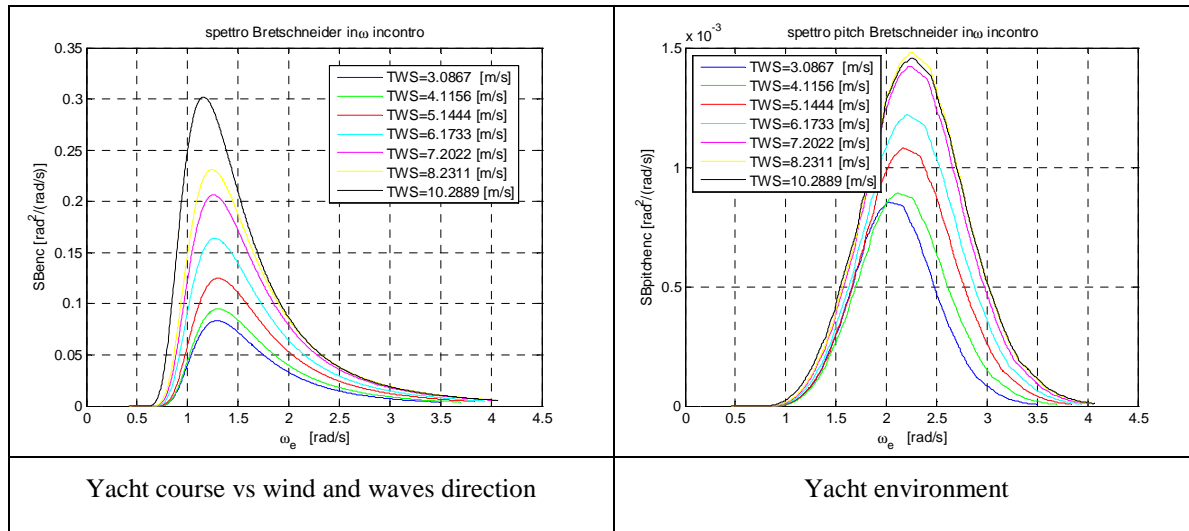 spettro Bretschneider inω incontro
0.35
0.3
0.25
0.2
0.15
0.1
0.05
0
SBenc [rad²/(rad/s)]
TWS=3.0867 [m/s]
TWS=4.1156 [m/s]
TWS=5.1444 [m/s]
TWS=6.1733 [m/s]
TWS=7.2022 [m/s]
TWS=8.2311 [m/s]
TWS=10.2889 [m/s]
0 0.5 1 1.5 2 2.5 3 3.5 4 4.5
ωe [rad/s]
spettro pitch Bretschneider inω incontro
x 10⁻³
1.5
1
0.5
0
SBpitchenc [rad²/(rad/s)]
TWS=3.0867 [m/s]
TWS=4.1156 [m/s]
TWS=5.1444 [m/s]
TWS=6.1733 [m/s]
TWS=7.2022 [m/s]
TWS=8.2311 [m/s]
TWS=10.2889 [m/s]
0 0.5 1 1.5 2 2.5 3 3.5 4 4.5
ωe [rad/s]
Yacht course vs wind and waves direction
Yacht environment